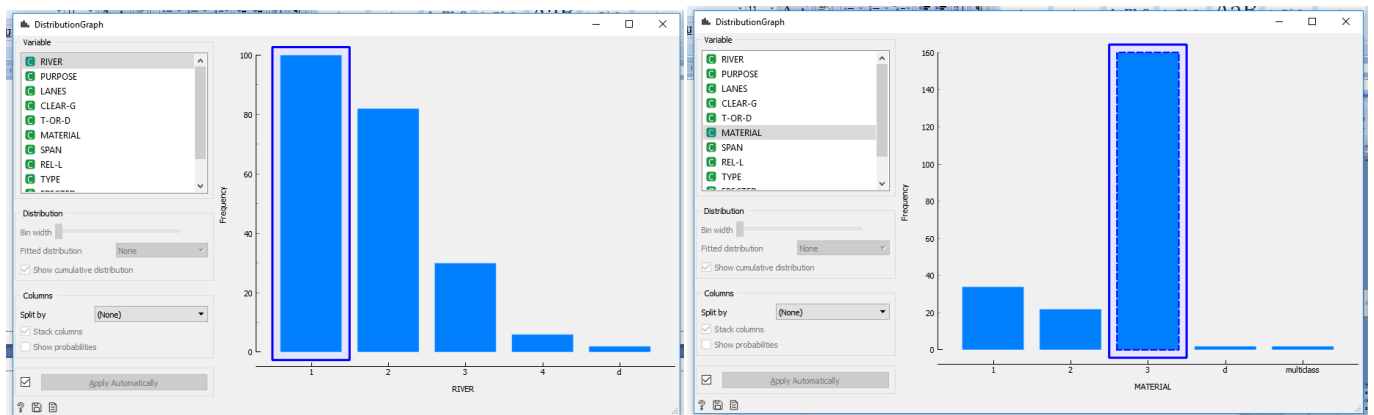 DistributionGraph
Variable
RIVER
PURPOSE
LANES
CLEAR-G
T-OR-D
MATERIAL
SPAN
REL-L
TYPE
Distribution
Bin width
Fitted distribution None
Show cumulative distribution
Columns
Split by (None)
Stack columns
Show probabilities
Apply Automatically
100
80
60
40
20
0
Frequency
1 2 3 4 d
RIVER
DistributionGraph
Variable
RIVER
PURPOSE
LANES
CLEAR-G
T-OR-D
MATERIAL
SPAN
REL-L
TYPE
Distribution
Bin width
Fitted distribution None
Show cumulative distribution
Columns
Split by (None)
Stack columns
Show probabilities
Apply Automatically
160
140
120
100
80
60
40
20
0
Frequency
1 2 3 d multiclass
MATERIAL